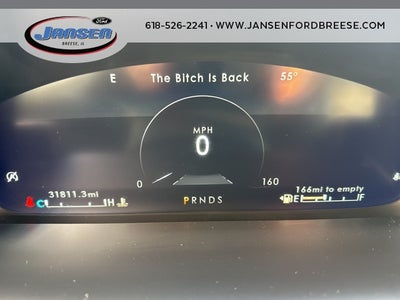 Ford
JANSEN
BREESE, IL
618-526-2241 • WWW.JANSENFORDBREESE.COM
E The Bitch Is Back 55°
MPH
0
0 160
31811.3mi 166mi to empty
C H E F
PRNDS